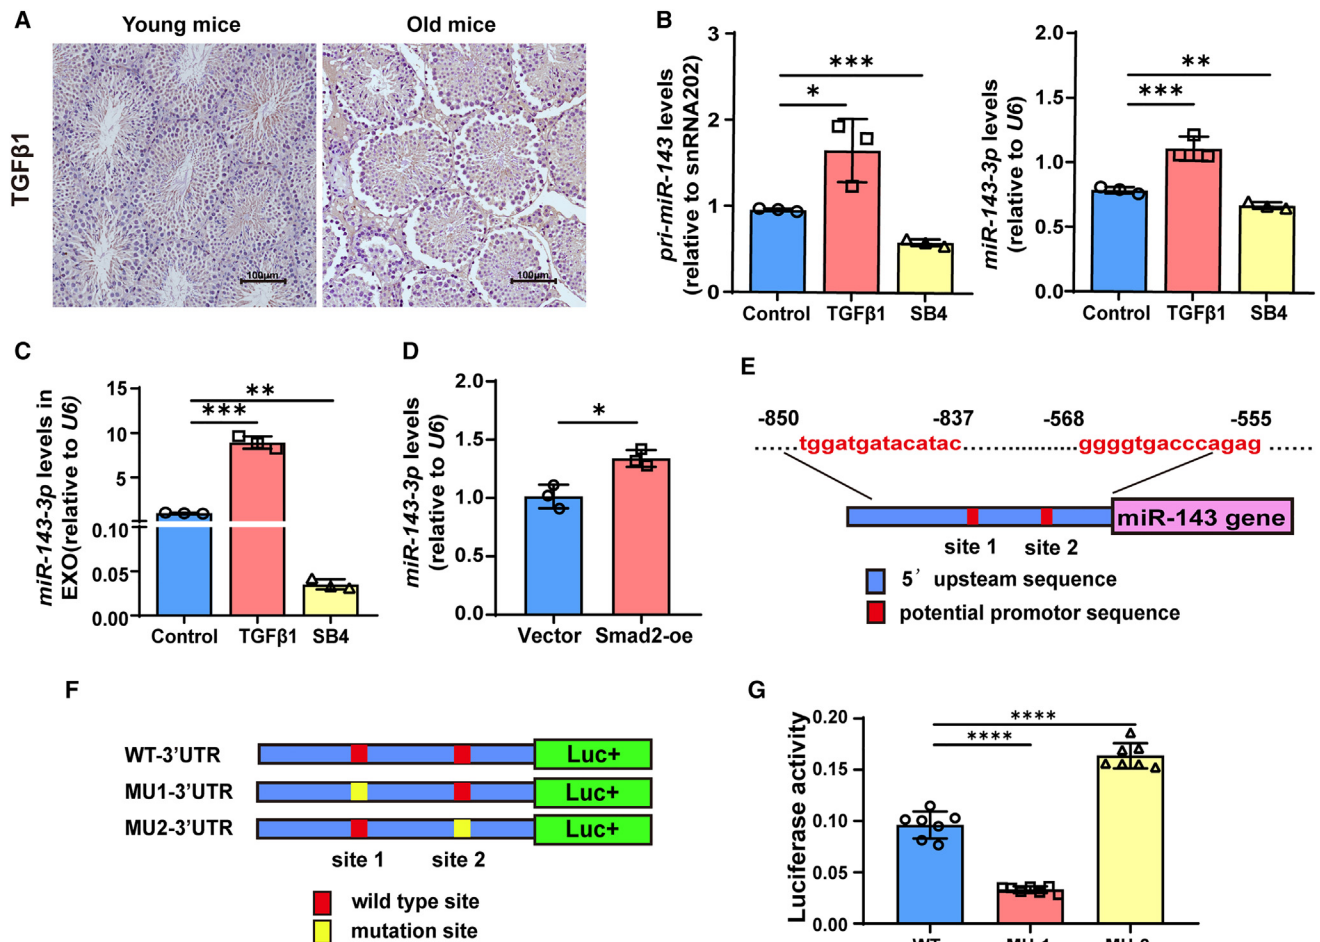 A
Young mice
Old mice
TGFβ1
100μm
100μm
B
pri-miR-143 levels
(relative to snRNA202)
3
2
1
0
***
*
Control
TGFβ1
SB4
miR-143-3p levels
(relative to U6)
2.0
1.5
1.0
0.5
0.0
**
***
Control
TGFβ1
SB4
C
miR-143-3p levels in
EXO(relative to U6)
15
10
5
0.10
0.05
0.00
**
***
Control
TGFβ1
SB4
D
miR-143-3p levels
(relative to U6)
2.0
1.5
1.0
0.5
0.0
*
Vector
Smad2-oe
E
-850
-837
-568
-555
........tggatgatacatac......................ggggtgacccagag ........
miR-143 gene
site 1
site 2
5′ upsteam sequence
potential promotor sequence
F
WT-3’UTR
Luc+
MU1-3’UTR
Luc+
MU2-3’UTR
Luc+
site 1
site 2
wild type site
mutation site
G
Luciferase activity
0.20
0.15
0.10
0.05
0.00
****
****
WT
MU-1
MU-2